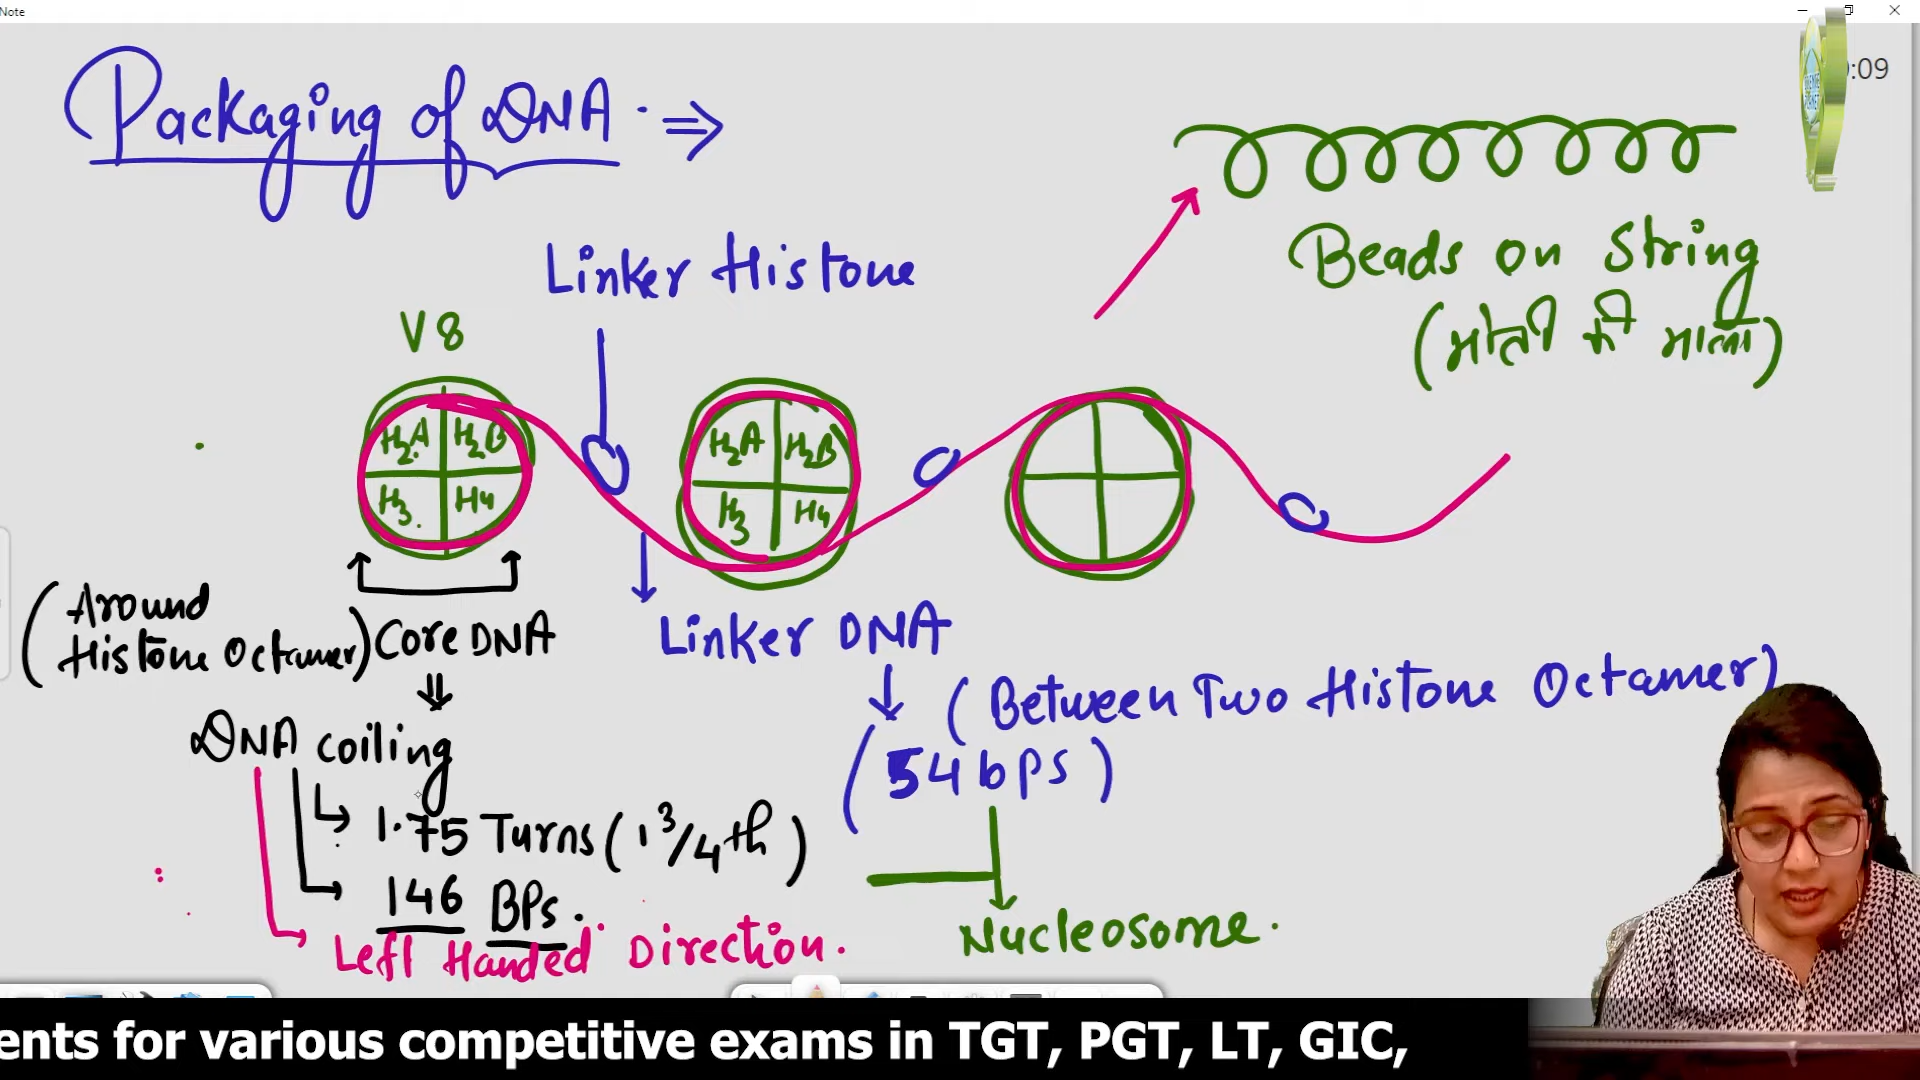 Note
:09
Packaging of DNA ⇒
Linker Histone
Beads on String
(मोती की माला)
V8
H2A H2B
H3 H4
H2A H2B
H3 H4
(Around
Histone Octamer) Core DNA
⇓
Linker DNA
↓
(Between Two Histone Octamer)
(54 bps)
DNA coiling
1.75 Turns (1 3/4th)
146 BPs.
Left Handed Direction.
Nucleosome.
ents for various competitive exams in TGT, PGT, LT, GIC,